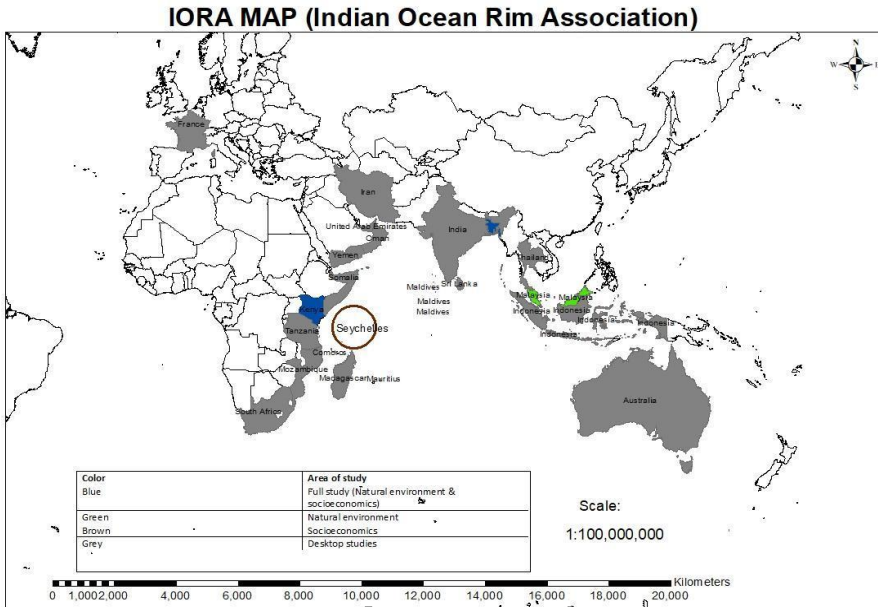 IORA MAP (Indian Ocean Rim Association)
N
W E
S
France
Iran
United Arab Emirates
Oman
India
Yemen
Thailand
Somalia
Maldives
Sri Lanka
Malaysia
Malaysia
Maldives
Maldives
Indonesia
Indonesia
Indonesia
Indonesia
Kenya
Seychelles
Tanzania
Indonesia
Comoros
Mozambique
Madagascar
Mauritius
South Africa
Australia
Color Area of study
Blue Full study (Natural environment &
socioeconomics)
Green Natural environment
Brown Socioeconomics
Grey Desktop studies
Scale:
1:100,000,000
Kilometers
0 1,000 2,000 4,000 6,000 8,000 10,000 12,000 14,000 16,000 18,000 20,000